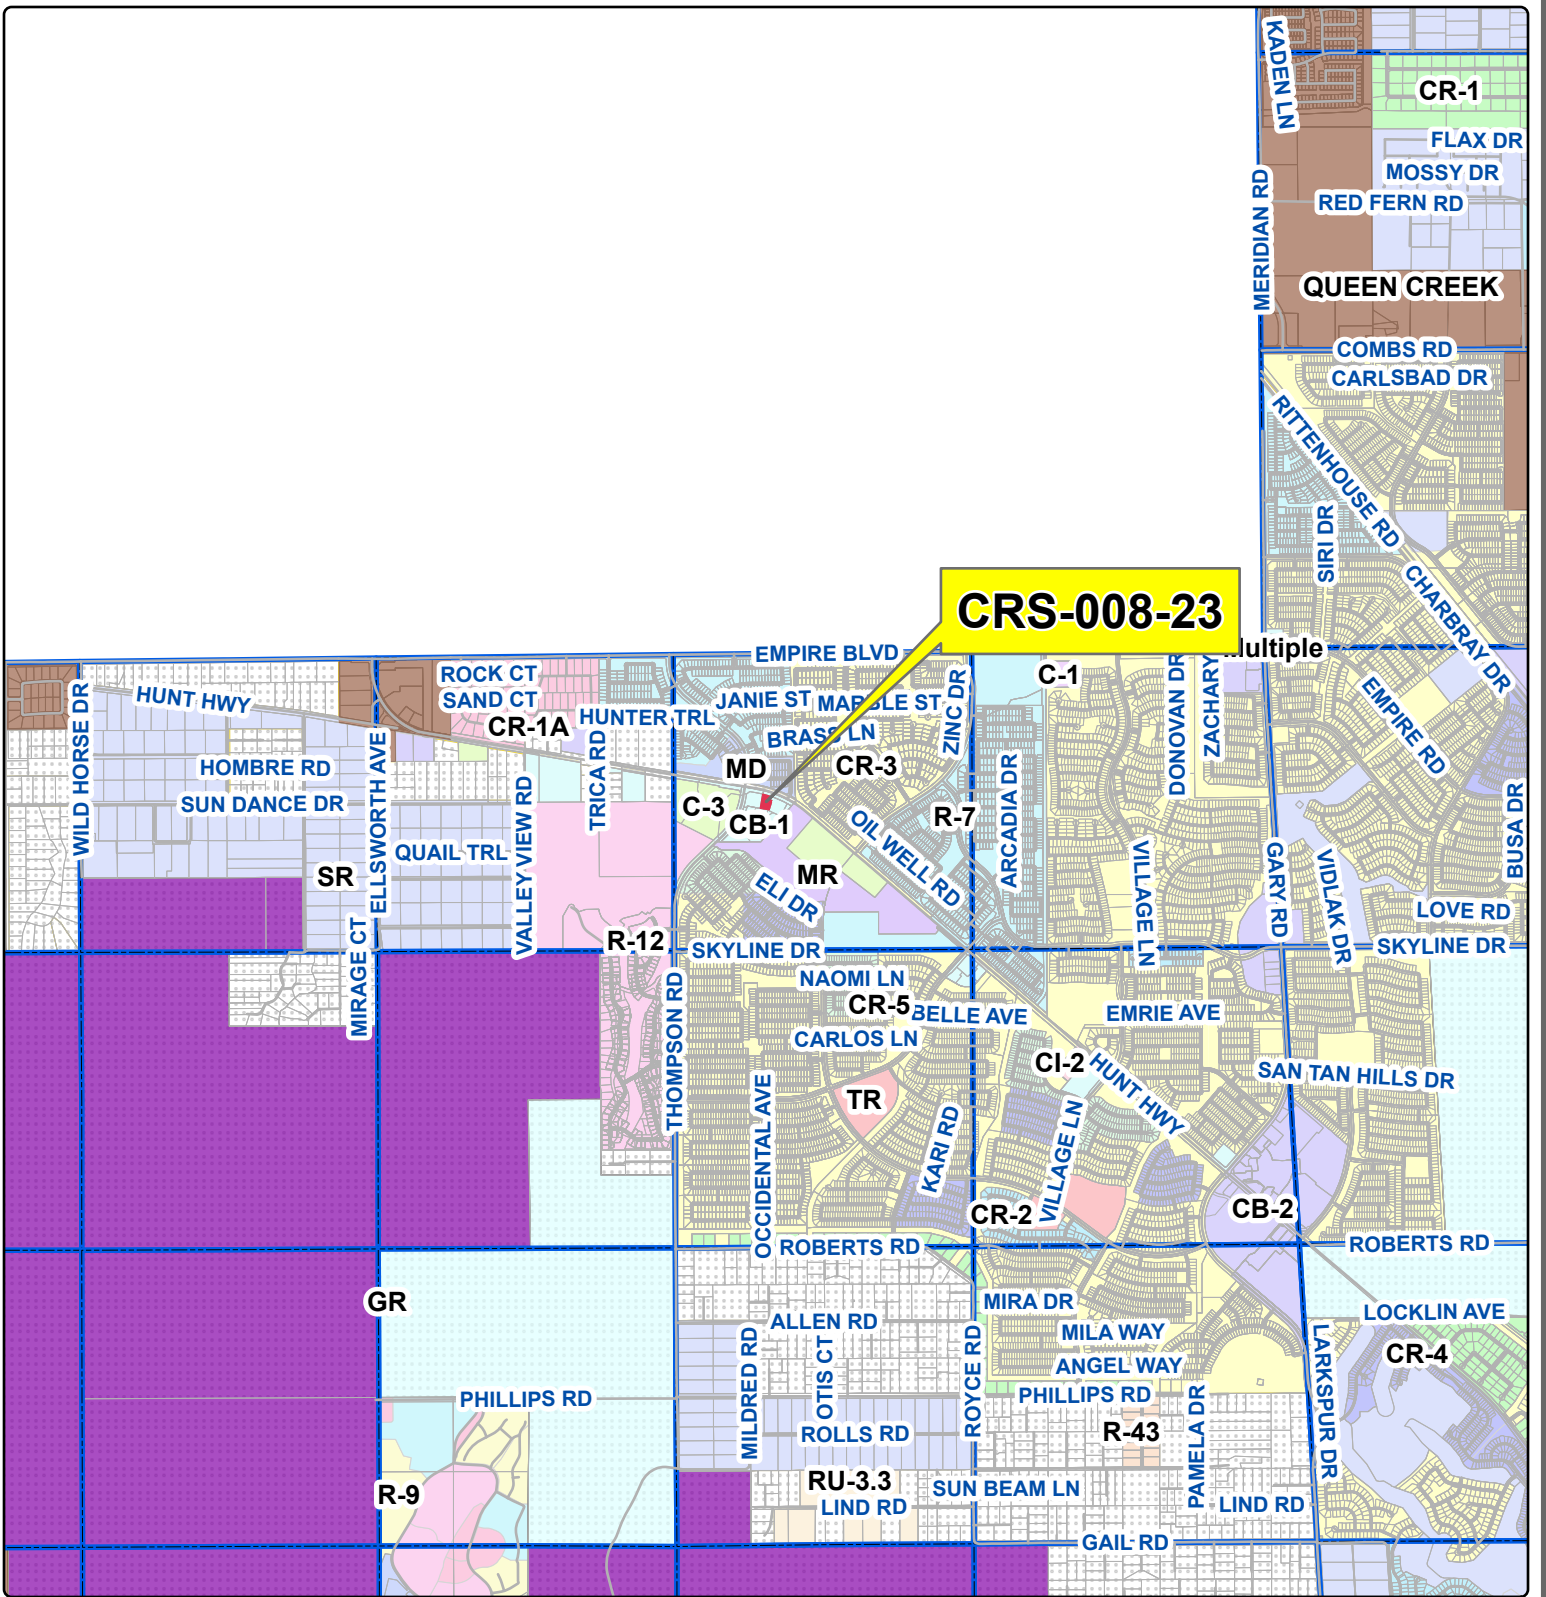 KADEN LN
CR-1
FLAX DR
MOSSY DR
RED FERN RD
MERIDIAN RD
QUEEN CREEK
COMBS RD
CARLSBAD DR
RITTENHOUSE RD
SIRI DR
CHARBRAY DR
CRS-008-23
Multiple
EMPIRE BLVD
C-1
ROCK CT
SAND CT
HUNT HWY
CR-1A
HUNTER TRL
JANIE ST
MARBLE ST
BRASS LN
ZINC DR
DONOVAN DR
ZACHARY
EMPIRE RD
WILD HORSE DR
ELLSWORTH AVE
TRICA RD
MD
CR-3
HOMBRE RD
SUN DANCE DR
VALLEY VIEW RD
C-3
CB-1
R-7
ARCADIA DR
OIL WELL RD
BUSA DR
QUAIL TRL
SR
MR
ELI DR
VILLAGE LN
GARY RD
VIDLAK DR
LOVE RD
MIRAGE CT
R-12
SKYLINE DR
SKYLINE DR
NAOMI LN
THOMPSON RD
CR-5
BELLE AVE
EMRIE AVE
CARLOS LN
CI-2
HUNT HWY
SAN TAN HILLS DR
TR
OCCIDENTAL AVE
KARI RD
VILLAGE LN
CR-2
CB-2
ROBERTS RD
ROBERTS RD
GR
MIRA DR
LOCKLIN AVE
ALLEN RD
MILA WAY
OTIS CT
ROYCE RD
ANGEL WAY
LARKSPUR DR
CR-4
MILDRED RD
PHILLIPS RD
PHILLIPS RD
PAMELA DR
ROLLS RD
R-43
R-9
RU-3.3
SUN BEAM LN
LIND RD
LIND RD
GAIL RD